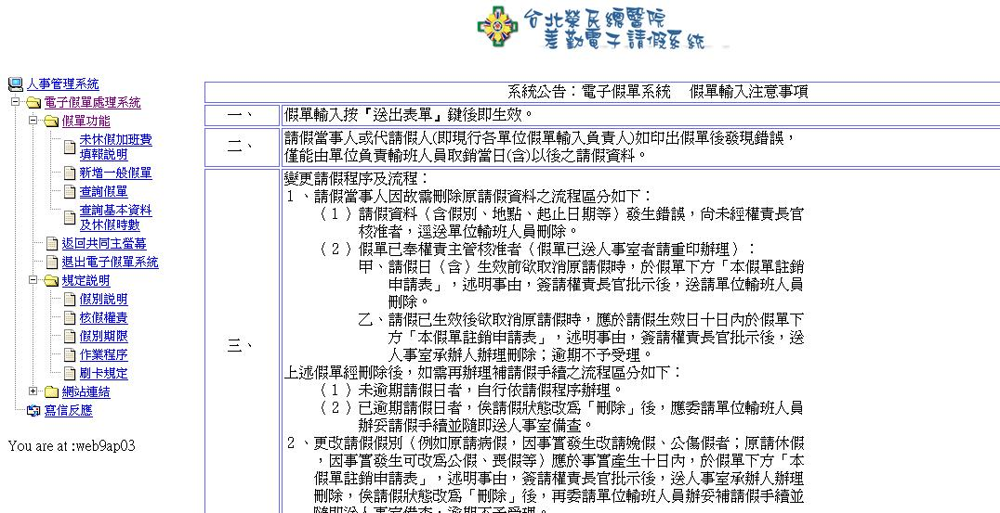 台北榮民總醫院
差勤電子請假系統
人事管理系統
電子假單處理系統
假單功能
未休假加班費
填報說明
新增一般假單
查詢假單
查詢基本資料
及休假時數
返回共同主螢幕
退出電子假單系統
規定說明
假別說明
核假權責
假別期限
作業程序
刷卡規定
網站連結
寫信反應
You are at :web9ap03
系統公告：電子假單系統　假單輸入注意事項
一、
假單輸入按『送出表單』鍵後即生效。
二、
請假當事人或代請假人(即現行各單位假單輸入負責人)如印出假單後發現錯誤，
僅能由單位負責輪班人員取銷當日(含)以後之請假資料。
三、
變更請假程序及流程：
１、請假當事人因故需刪除原請假資料之流程區分如下：
（１）請假資料（含假別、地點、起止日期等）發生錯誤，尚未經權責長官
核准者，逕送單位輪班人員刪除。
（２）假單已奉權責主管核准者（假單已送人事室者請重印辦理）：
甲、請假日（含）生效前欲取消原請假時，於假單下方「本假單註銷
申請表」，述明事由，簽請權責長官批示後，送請單位輪班人員
刪除。
乙、請假已生效後欲取消原請假時，應於請假生效日十日內於假單下
方「本假單註銷申請表」，述明事由，簽請權責長官批示後，送
人事室承辦人辦理刪除；逾期不予受理。
上述假單經刪除後，如需再辦理補請假手續之流程區分如下：
（１）未逾期請假日者，自行依請假程序辦理。
（２）已逾期請假日者，俟請假狀態改為「刪除」後，應委請單位輪班人員
辦妥請假手續並隨即送人事室備查。
２、更改請假假別（例如原請病假，因事實發生改請娩假、公傷假者；原請休假
，因事實發生可改為公假、喪假等）應於事實產生十日內，於假單下方「本
假單註銷申請表」，述明事由，簽請權責長官批示後，送人事室承辦人辦理
刪除，俟請假狀態改為「刪除」後，再委請單位輪班人員辦妥補請假手續並
隨即送人事室備查，逾期不予受理。